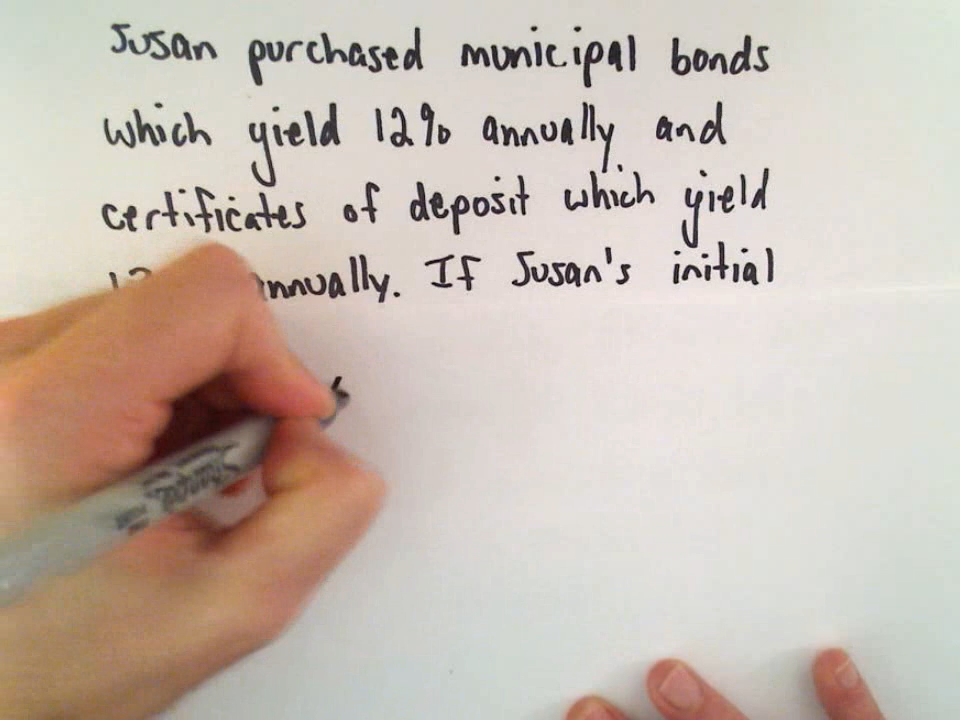 Susan purchased municipal bonds
which yield 12% annually and
certificates of deposit which yield
annually. If Susan's initial